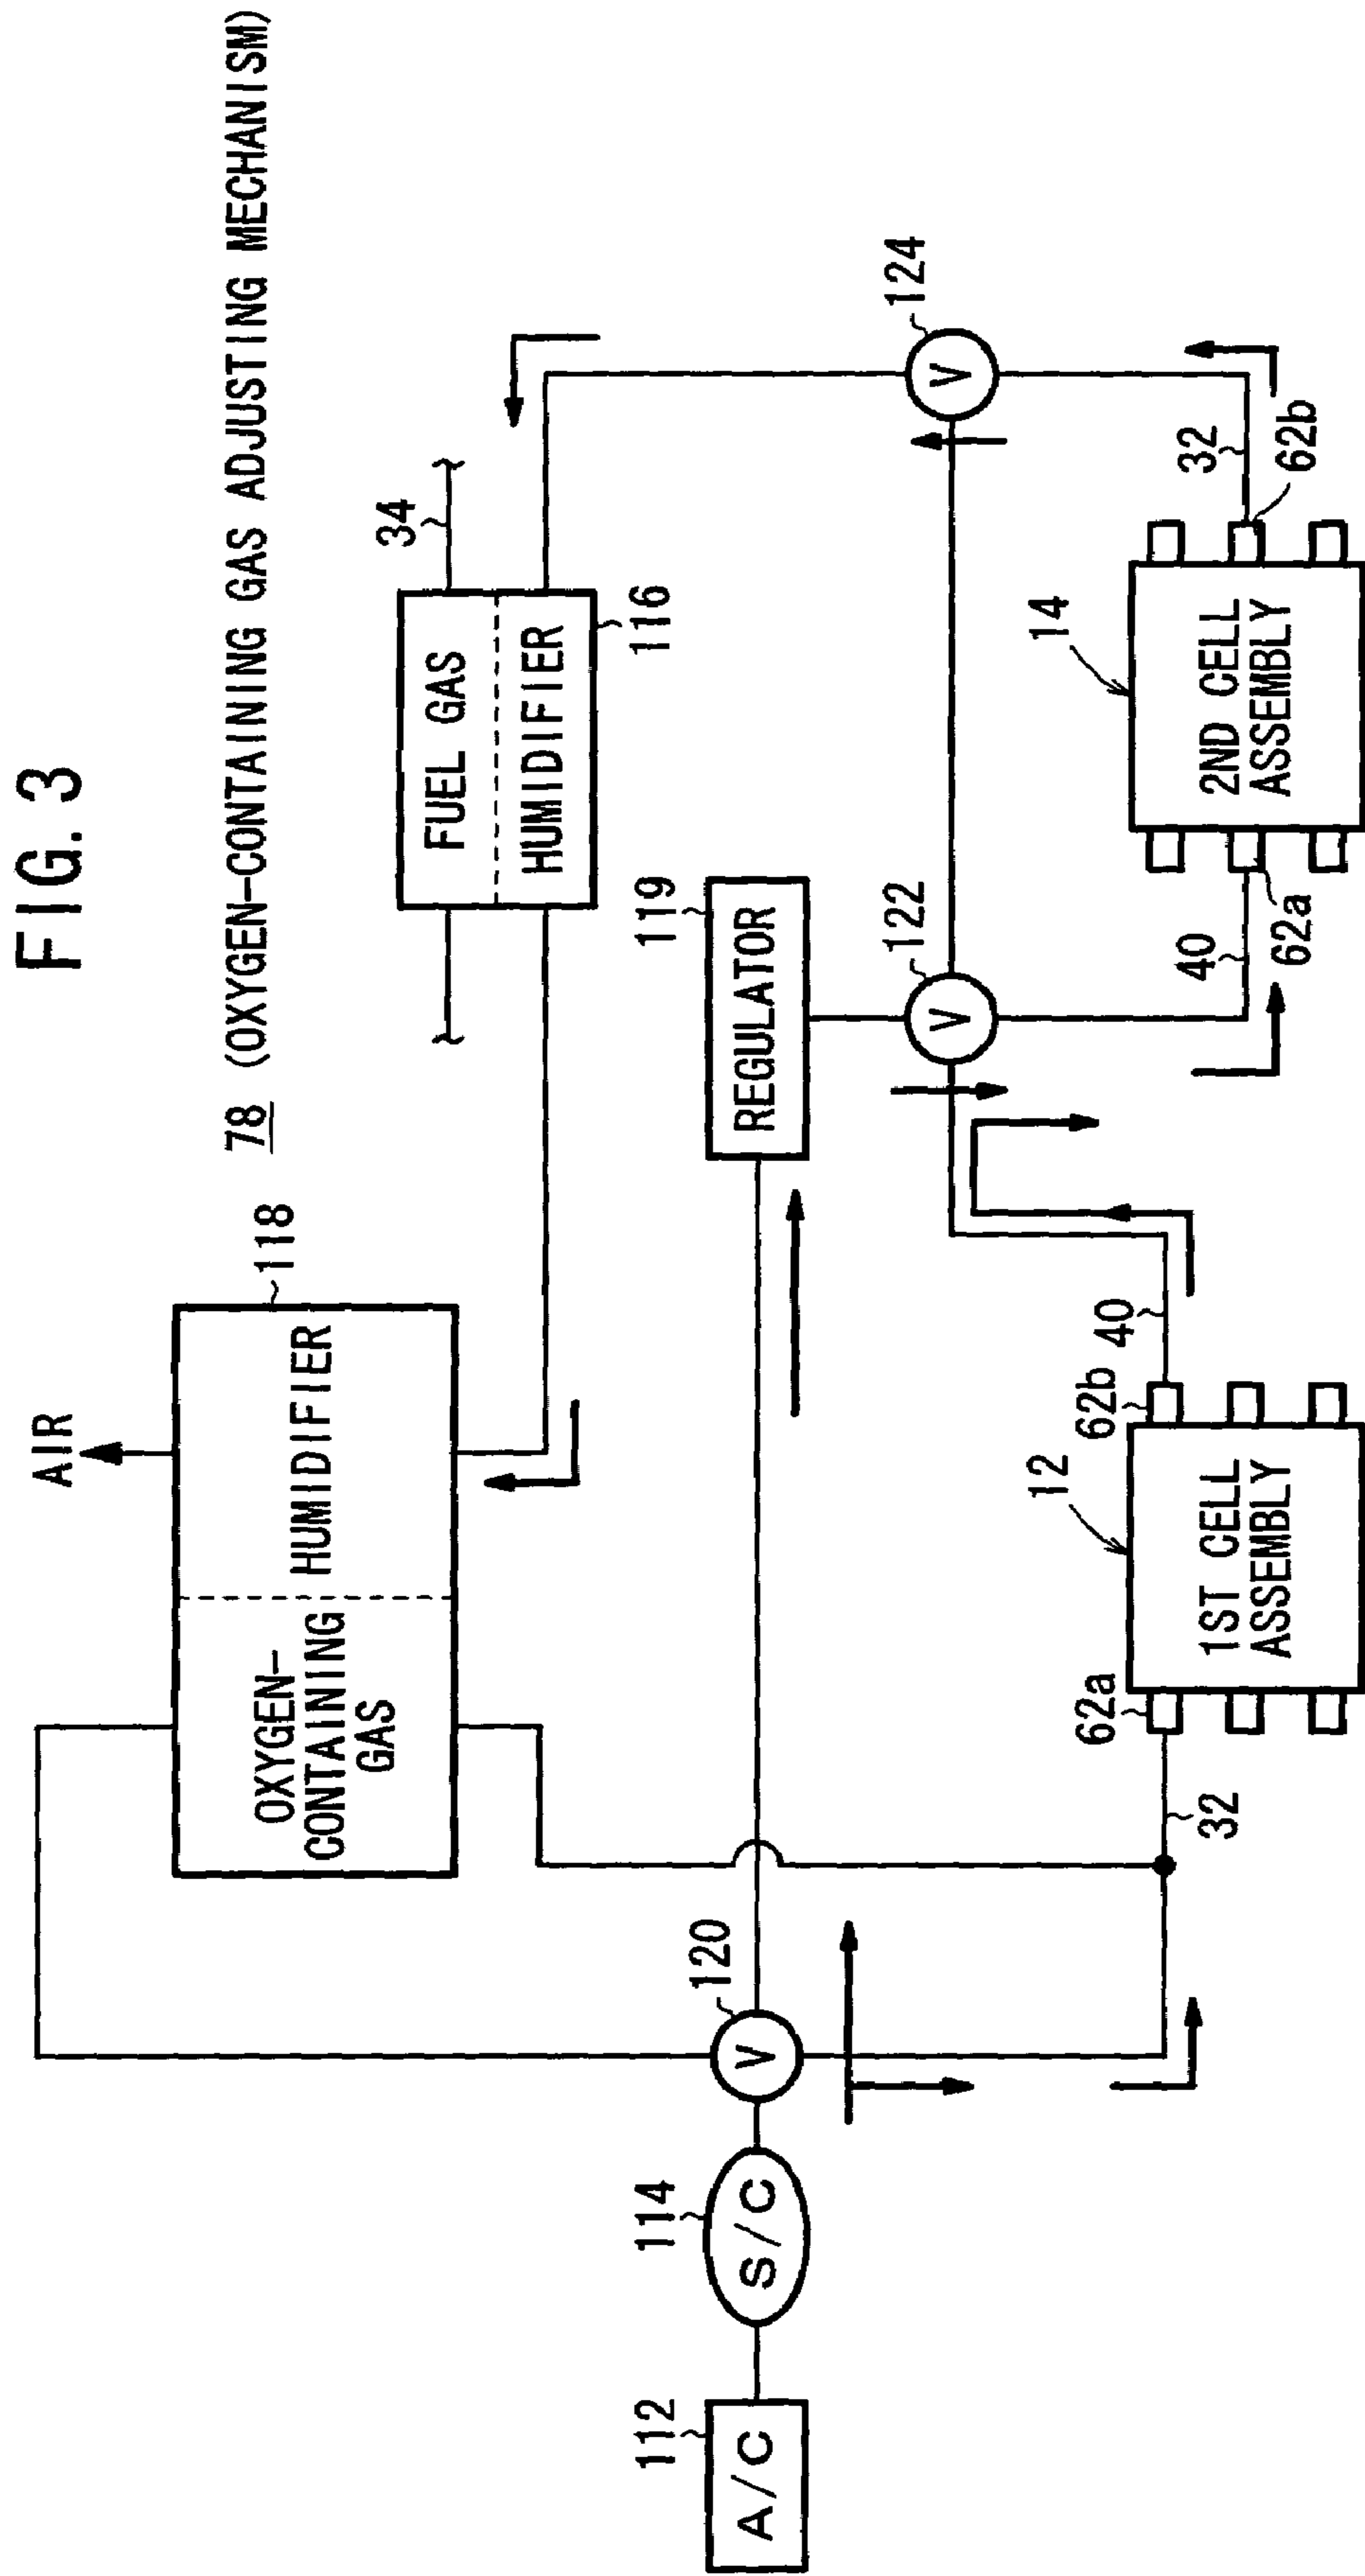 FIG. 3
78 (OXYGEN-CONTAINING GAS ADJUSTING MECHANISM)
AIR
118
OXYGEN-
CONTAINING
GAS
HUMIDIFIER
34
FUEL GAS
HUMIDIFIER
116
112
A/C
114
S/C
120
V
119
REGULATOR
122
V
124
V
32
62a
12
1ST CELL
ASSEMBLY
62b
40
40
62a
14
2ND CELL
ASSEMBLY
32
62b